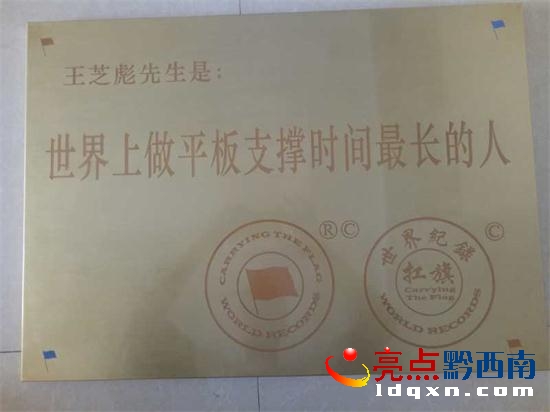 王芝彪先生是:
世界上做平板支撑时间最长的人
®©
CARRYING THE FLAG
WORLD RECORDS
©
世界紀錄
扛旗
Carrying
The Flag
WORLD RECORDS
亮点黔西南
ldqxn.com